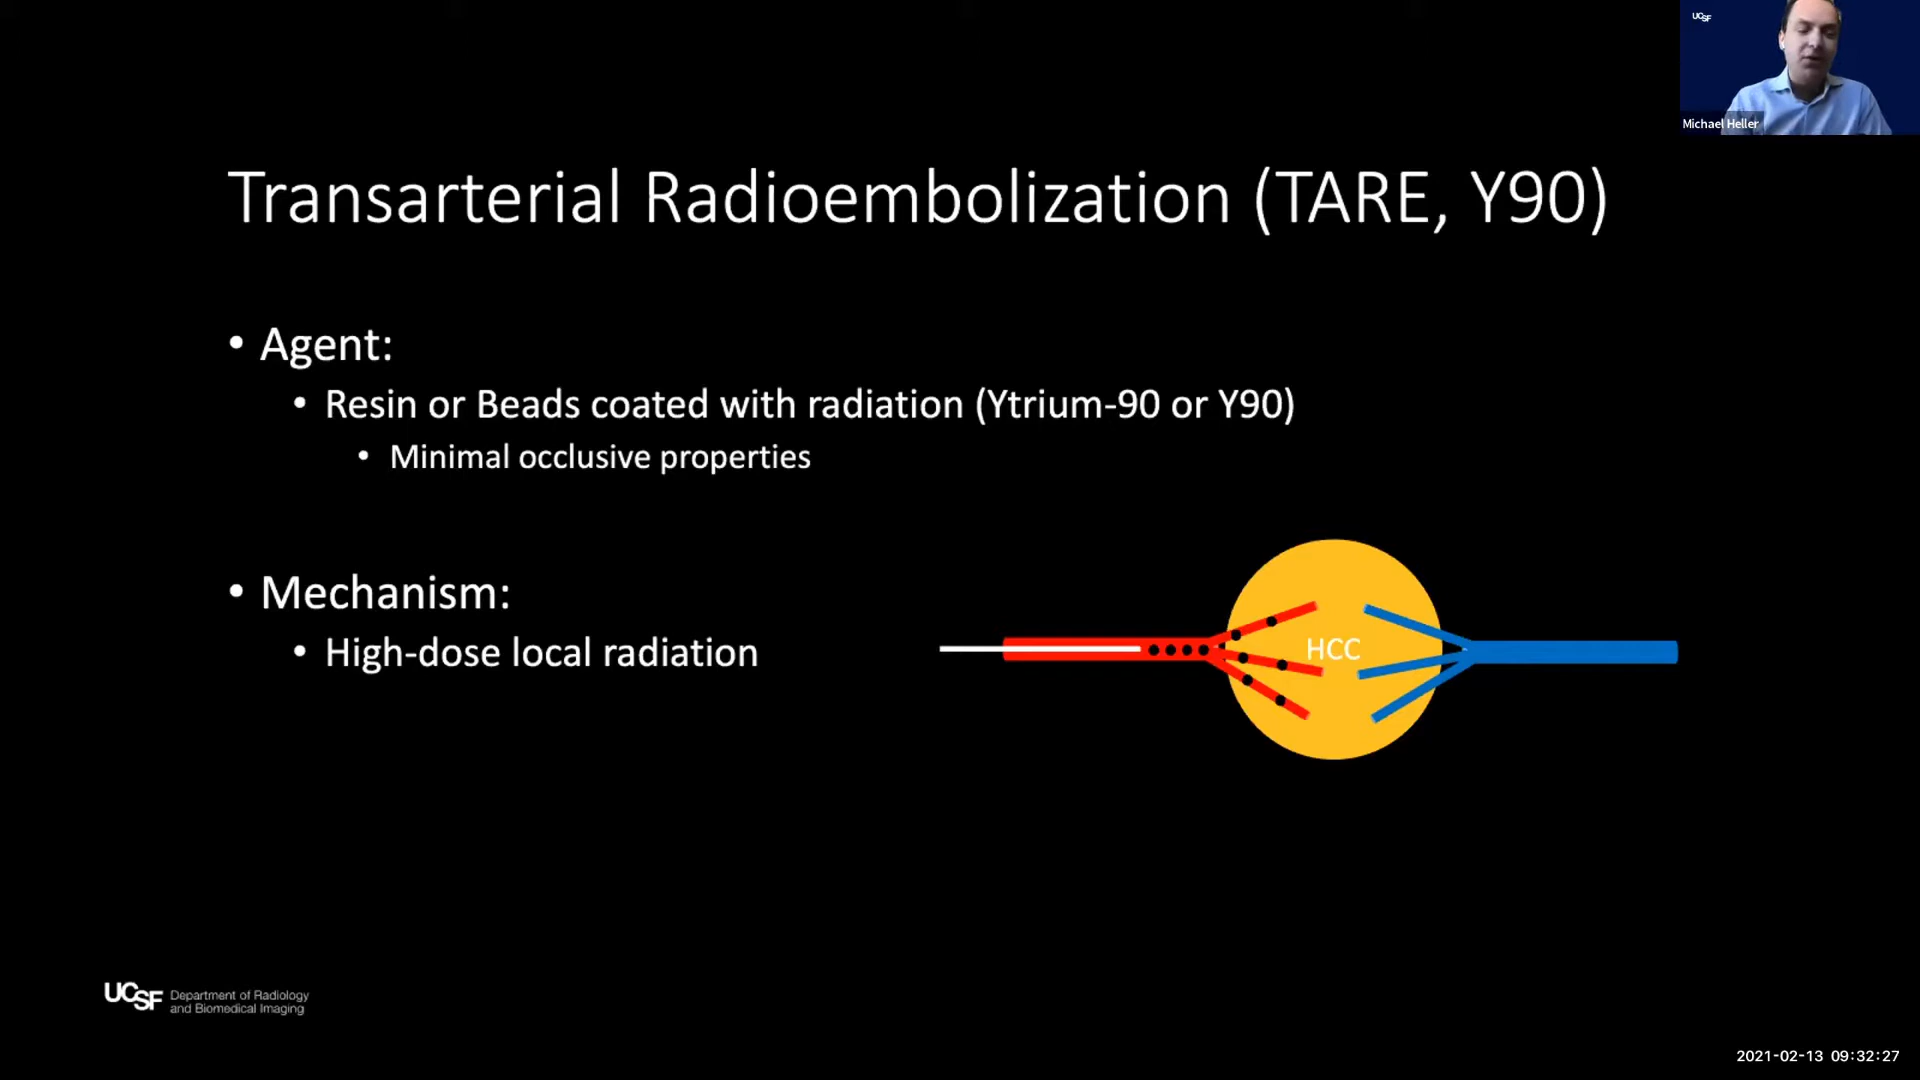 UCSF
Michael Heller
Transarterial Radioembolization (TARE, Y90)
• Agent:
• Resin or Beads coated with radiation (Ytrium-90 or Y90)
• Minimal occlusive properties
• Mechanism:
• High-dose local radiation
HCC
UCSF
Department of Radiology
and Biomedical Imaging
2021-02-13 09:32:27